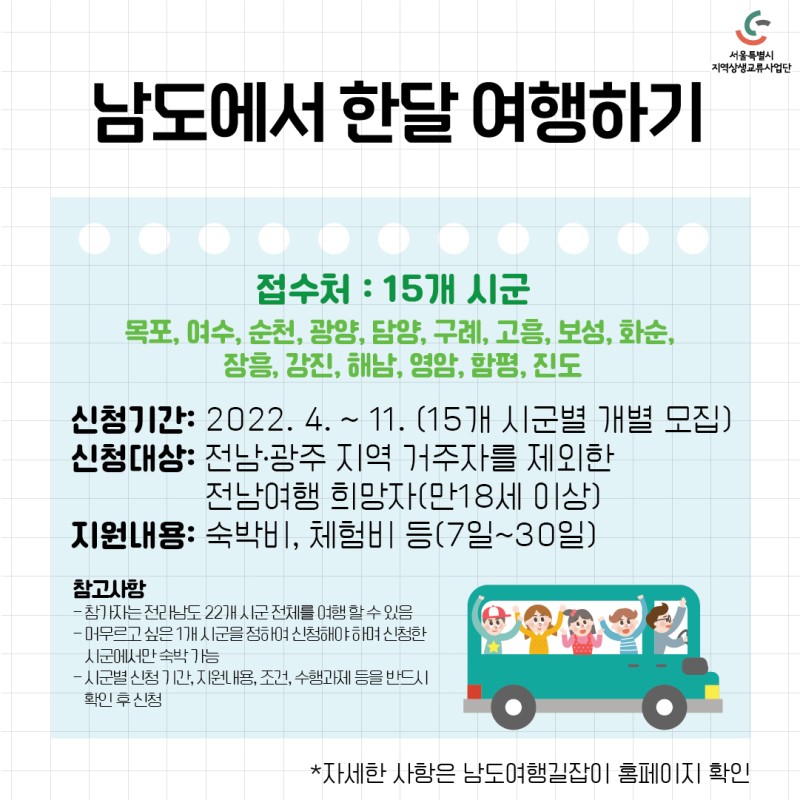 서울특별시
지역상생교류사업단
남도에서 한달 여행하기
접수처 : 15개 시군
목포, 여수, 순천, 광양, 담양, 구례, 고흥, 보성, 화순,
장흥, 강진, 해남, 영암, 함평, 진도
신청기간: 2022. 4. ~ 11. (15개 시군별 개별 모집)
신청대상: 전남·광주 지역 거주자를 제외한
전남여행 희망자(만18세 이상)
지원내용: 숙박비, 체험비 등(7일~30일)
참고사항
- 참가자는 전라남도 22개 시군 전체를 여행 할 수 있음
- 머무르고 싶은 1개 시군을 정하여 신청해야 하며 신청한
시군에서만 숙박 가능
- 시군별 신청 기간, 지원내용, 조건, 수행과제 등을 반드시
확인 후 신청
*자세한 사항은 남도여행길잡이 홈페이지 확인